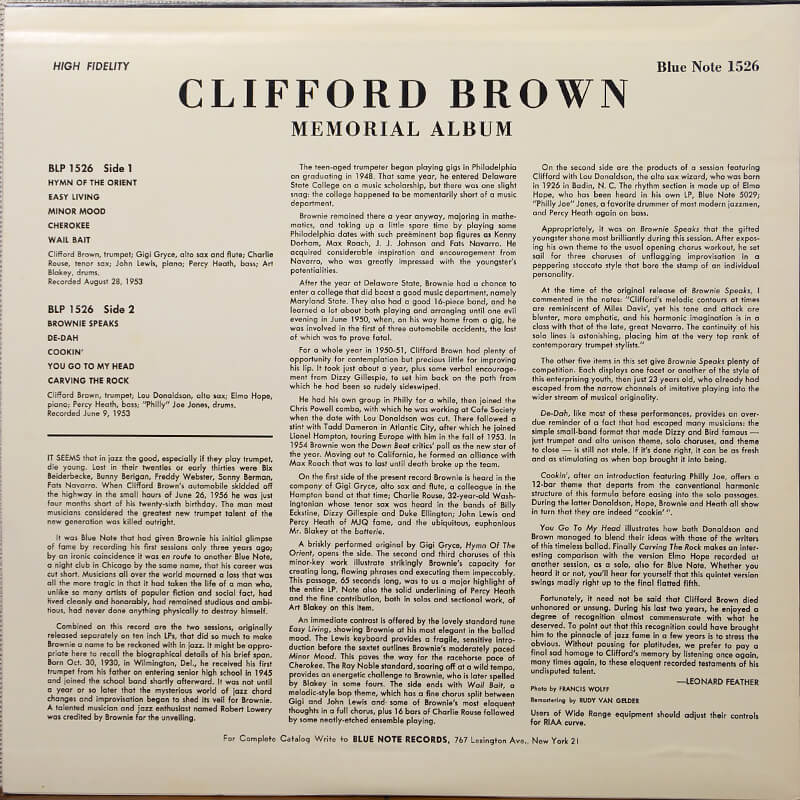 HIGH FIDELITY
Blue Note 1526
CLIFFORD BROWN
MEMORIAL ALBUM
BLP 1526 Side 1
HYMN OF THE ORIENT
EASY LIVING
MINOR MOOD
CHEROKEE
WAIL BAIT
Clifford Brown, trumpet; Gigi Gryce, alto sax and flute; Charlie
Rouse, tenor sax; John Lewis, piano; Percy Heath, bass; Art
Blakey, drums.
Recorded August 28, 1953
BLP 1526 Side 2
BROWNIE SPEAKS
DE-DAH
COOKIN'
YOU GO TO MY HEAD
CARVING THE ROCK
Clifford Brown, trumpet; Lou Donaldson, alto sax; Elmo Hope,
piano; Percy Heath, bass; "Philly" Joe Jones, drums.
Recorded June 9, 1953
IT SEEMS that in jazz the good, especially if they play trumpet,
die young. Lost in their twenties or early thirties were Bix
Beiderbecke, Bunny Berigan, Freddy Webster, Sonny Berman,
Fats Navarro. When Clifford Brown's automobile skidded off
the highway in the small hours of June 26, 1956 he was just
four months short of his twenty-sixth birthday. The man most
musicians considered the greatest new trumpet talent of the
new generation was killed outright.
It was Blue Note that had given Brownie his initial glimpse
of fame by recording his first sessions only three years ago;
by an ironic coincidence it was en route to another Blue Note,
a night club in Chicago by the same name, that his career was
cut short. Musicians all over the world mourned a loss that was
all the more tragic in that it had taken the life of a man who,
unlike so many artists of popular fiction and social fact, had
lived cleanly and honorably, had remained studious and ambi-
tious, had never done anything physically to destroy himself.
Combined on this record are the two sessions, originally
released separately on ten inch LPs, that did so much to make
Brownie a name to be reckoned with in jazz. It might be appro-
priate here to recall the biographical details of his brief span.
Born Oct. 30, 1930, in Wilmington, Del., he received his first
trumpet from his father on entering senior high school in 1945
and joined the school band shortly afterward. It was not until
a year or so later that the mysterious world of jazz chord
changes and improvisation began to shed its veil for Brownie.
A talented musician and jazz enthusiast named Robert Lowery
was credited by Brownie for the unveiling.
The teen-aged trumpeter began playing gigs in Philadelphia
on graduating in 1948. That same year, he entered Delaware
State College on a music scholarship, but there was one slight
snag: the college happened to be momentarily short of a music
department.
Brownie remained there a year anyway, majoring in mathe-
matics, and taking up a little spare time by playing some
Philadelphia dates with such preëminent bop figures as Kenny
Dorham, Max Roach, J. J. Johnson and Fats Navarro. He
acquired considerable inspiration and encouragement from
Navarro, who was greatly impressed with the youngster's
potentialities.
After the year at Delaware State, Brownie had a chance to
enter a college that did boast a good music department, namely
Maryland State. They also had a good 16-piece band, and he
learned a lot about both playing and arranging until one evil
evening in June 1950, when, on his way home from a gig, he
was involved in the first of three automobile accidents, the last
of which was to prove fatal.
For a whole year in 1950-51, Clifford Brown had plenty of
opportunity for contemplation but precious little for improving
his lip. It took just about a year, plus some verbal encourage-
ment from Dizzy Gillespie, to set him back on the path from
which he had been so rudely sideswiped.
He had his own group in Philly for a while, then joined the
Chris Powell combo, with which he was working at Cafe Society
when the date with Lou Donaldson was cut. There followed a
stint with Tadd Dameron in Atlantic City, after which he joined
Lionel Hampton, touring Europe with him in the fall of 1953. In
1954 Brownie won the Down Beat critics' poll as the new star of
the year. Moving out to California, he formed an alliance with
Max Roach that was to last until death broke up the team.
On the first side of the present record Brownie is heard in the
company of Gigi Gryce, alto sax and flute, a colleague in the
Hampton band at that time; Charlie Rouse, 32-year-old Wash-
ingtonian whose tenor sax was heard in the bands of Billy
Eckstine, Dizzy Gillespie and Duke Ellington; John Lewis and
Percy Heath of MJQ fame, and the ubiquitous, euphonious
Mr. Blakey at the batterie.
A briskly performed original by Gigi Gryce, Hymn Of The
Orient, opens the side. The second and third choruses of this
minor-key work illustrate strikingly Brownie's capacity for
creating long, flowing phrases and executing them impeccably.
This passage, 65 seconds long, was to us a major highlight of
the entire LP. Note also the solid underlining of Percy Heath
and the fine contribution, both in solos and sectional work, of
Art Blakey on this item.
An immediate contrast is offered by the lovely standard tune
Easy Living, showing Brownie at his most elegant in the ballad
mood. The Lewis keyboard provides a fragile, sensitive intro-
duction before the sextet outlines Brownie's moderately paced
Minor Mood. This paves the way for the racehorse pace of
Cherokee. The Ray Noble standard, soaring off at a wild tempo,
provides an energetic challenge to Brownie, who is later spelled
by Blakey in some fours. The side ends with Wail Bait, a
melodic-style bop theme, which has a fine chorus split between
Gigi and John Lewis and some of Brownie's most eloquent
thoughts in a full chorus, plus 16 bars of Charlie Rouse followed
by some neatly-etched ensemble playing.
On the second side are the products of a session featuring
Clifford with Lou Donaldson, the alto sax wizard, who was born
in 1926 in Badin, N. C. The rhythm section is made up of Elmo
Hope, who has been heard in his own LP, Blue Note 5029;
"Philly Joe" Jones, a favorite drummer of most modern jazzmen,
and Percy Heath again on bass.
Appropriately, it was on Brownie Speaks that the gifted
youngster shone most brilliantly during this session. After expos-
ing his own theme to the usual opening chorus workout, he set
sail for three choruses of unflagging improvisation in a
peppering staccato style that bore the stamp of an individual
personality.
At the time of the original release of Brownie Speaks, I
commented in the notes: "Clifford's melodic contours at times
are reminiscent of Miles Davis', yet his tone and attack are
blunter, more emphatic, and his harmonic imagination is in a
class with that of the late, great Navarro. The continuity of his
solo lines is astonishing, placing him at the very top rank of
contemporary trumpet stylists."
The other five items in this set give Brownie Speaks plenty of
competition. Each displays one facet or another of the style of
this enterprising youth, then just 23 years old, who already had
escaped from the narrow channels of imitative playing into the
wider stream of musical originality.
De-Dah, like most of these performances, provides an over-
due reminder of a fact that had escaped many musicians: the
simple small-band format that made Dizzy and Bird famous —
just trumpet and alto unison theme, solo choruses, and theme
to close — is still not stale. If it's done right, it can be as fresh
and as stimulating as when bop brought it into being.
Cookin', after an introduction featuring Philly Joe, offers a
12-bar theme that departs from the conventional harmonic
structure of this formula before easing into the solo passages.
During the latter Donaldson, Hope, Brownie and Heath all show
in turn that they are indeed "cookin' ".
You Go To My Head illustrates how both Donaldson and
Brown managed to blend their ideas with those of the writers
of this timeless ballad. Finally Carving The Rock makes an inter-
esting comparison with the version Elmo Hope recorded at
another session, as a solo, also for Blue Note. Whether you
heard it or not, you'll hear for yourself that this quintet version
swings madly right up to the final flatted fifth.
Fortunately, it need not be said that Clifford Brown died
unhonored or unsung. During his last two years, he enjoyed a
degree of recognition almost commensurate with what he
deserved. To point out that this recognition could have brought
him to the pinnacle of jazz fame in a few years is to stress the
obvious. Without pausing for platitudes, we prefer to pay a
final sad homage to Clifford's memory by listening once again,
many times again, to these eloquent recorded testaments of his
undisputed talent.
—LEONARD FEATHER
Photo by FRANCIS WOLFF
Remastering by RUDY VAN GELDER
Users of Wide Range equipment should adjust their controls
for RIAA curve.
For Complete Catalog Write to BLUE NOTE RECORDS, 767 Lexington Ave., New York 21